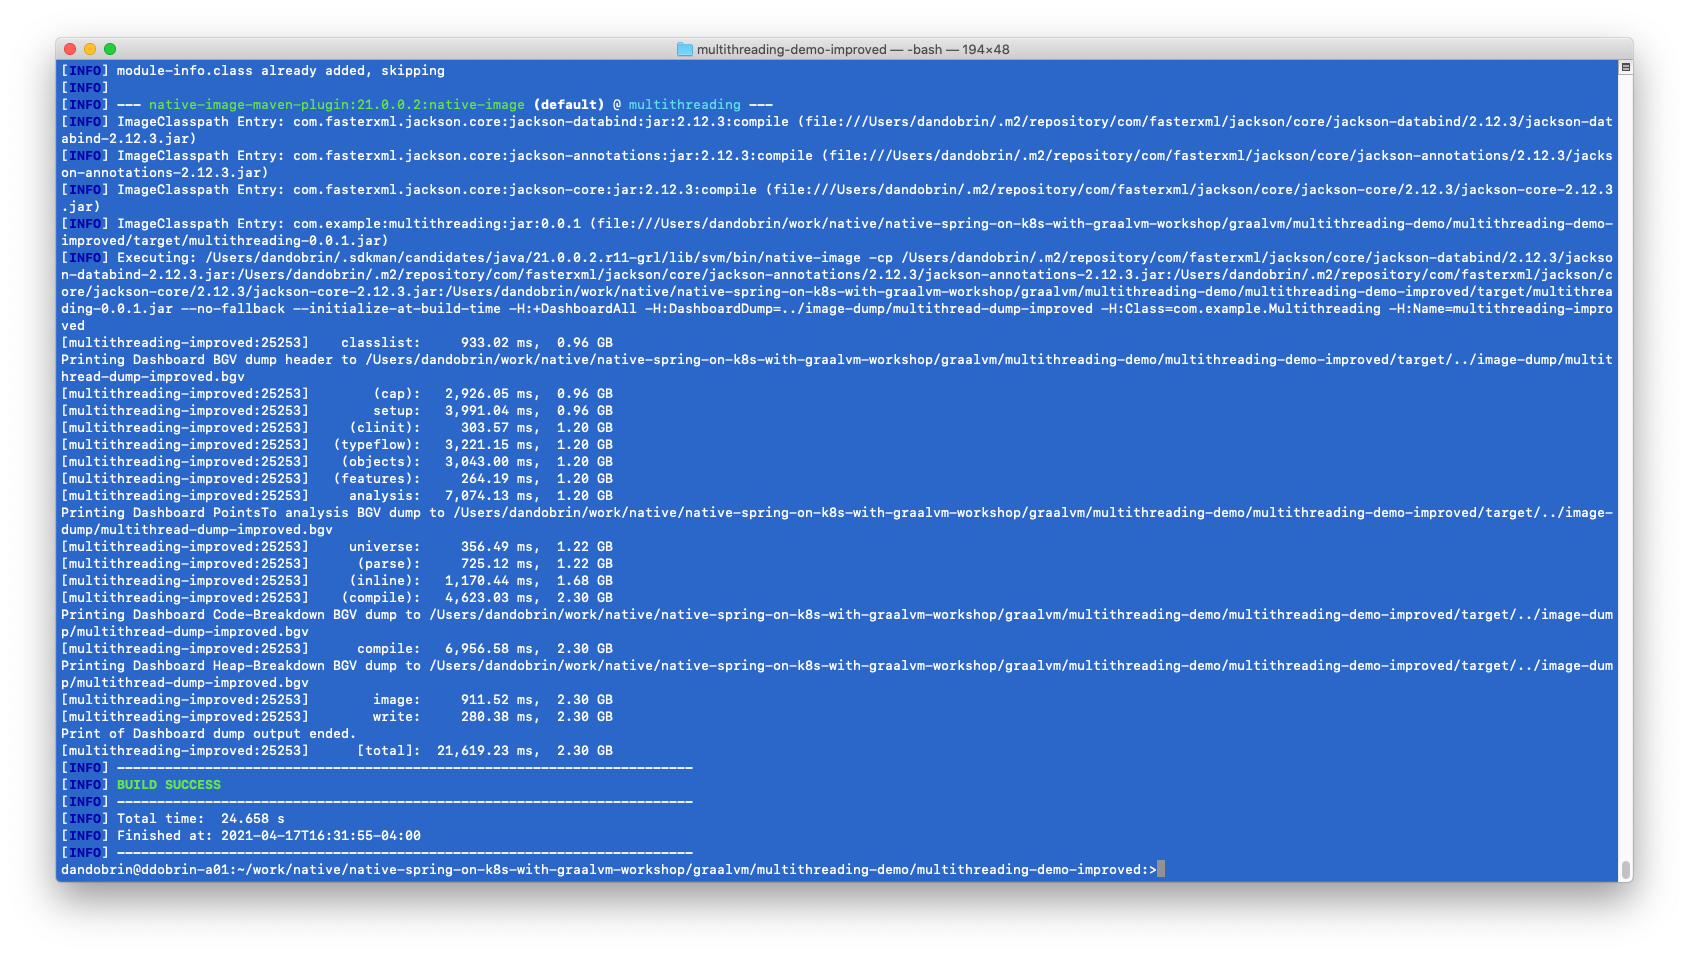 multithreading-demo-improved — -bash — 194×48
[INFO] module-info.class already added, skipping
[INFO]
[INFO] --- native-image-maven-plugin:21.0.0.2:native-image (default) @ multithreading ---
[INFO] ImageClasspath Entry: com.fasterxml.jackson.core:jackson-databind:jar:2.12.3:compile (file:///Users/dandobrin/.m2/repository/com/fasterxml/jackson/core/jackson-databind/2.12.3/jackson-dat
abind-2.12.3.jar)
[INFO] ImageClasspath Entry: com.fasterxml.jackson.core:jackson-annotations:jar:2.12.3:compile (file:///Users/dandobrin/.m2/repository/com/fasterxml/jackson/core/jackson-annotations/2.12.3/jacks
on-annotations-2.12.3.jar)
[INFO] ImageClasspath Entry: com.fasterxml.jackson.core:jackson-core:jar:2.12.3:compile (file:///Users/dandobrin/.m2/repository/com/fasterxml/jackson/core/jackson-core/2.12.3/jackson-core-2.12.3
.jar)
[INFO] ImageClasspath Entry: com.example:multithreading:jar:0.0.1 (file:///Users/dandobrin/work/native/native-spring-on-k8s-with-graalvm-workshop/graalvm/multithreading-demo/multithreading-demo-
improved/target/multithreading-0.0.1.jar)
[INFO] Executing: /Users/dandobrin/.sdkman/candidates/java/21.0.0.2.r11-grl/lib/svm/bin/native-image -cp /Users/dandobrin/.m2/repository/com/fasterxml/jackson/core/jackson-databind/2.12.3/jackso
n-databind-2.12.3.jar:/Users/dandobrin/.m2/repository/com/fasterxml/jackson/core/jackson-annotations/2.12.3/jackson-annotations-2.12.3.jar:/Users/dandobrin/.m2/repository/com/fasterxml/jackson/c
ore/jackson-core/2.12.3/jackson-core-2.12.3.jar:/Users/dandobrin/work/native/native-spring-on-k8s-with-graalvm-workshop/graalvm/multithreading-demo/multithreading-demo-improved/target/multithrea
ding-0.0.1.jar --no-fallback --initialize-at-build-time -H:+DashboardAll -H:DashboardDump=../image-dump/multithread-dump-improved -H:Class=com.example.Multithreading -H:Name=multithreading-impro
ved
[multithreading-improved:25253]    classlist:     933.02 ms,  0.96 GB
Printing Dashboard BGV dump header to /Users/dandobrin/work/native/native-spring-on-k8s-with-graalvm-workshop/graalvm/multithreading-demo/multithreading-demo-improved/target/../image-dump/multit
hread-dump-improved.bgv
[multithreading-improved:25253]        (cap):   2,926.05 ms,  0.96 GB
[multithreading-improved:25253]        setup:   3,991.04 ms,  0.96 GB
[multithreading-improved:25253]     (clinit):     303.57 ms,  1.20 GB
[multithreading-improved:25253]   (typeflow):   3,221.15 ms,  1.20 GB
[multithreading-improved:25253]    (objects):   3,043.00 ms,  1.20 GB
[multithreading-improved:25253]   (features):     264.19 ms,  1.20 GB
[multithreading-improved:25253]     analysis:   7,074.13 ms,  1.20 GB
Printing Dashboard PointsTo analysis BGV dump to /Users/dandobrin/work/native/native-spring-on-k8s-with-graalvm-workshop/graalvm/multithreading-demo/multithreading-demo-improved/target/../image-
dump/multithread-dump-improved.bgv
[multithreading-improved:25253]     universe:     356.49 ms,  1.22 GB
[multithreading-improved:25253]      (parse):     725.12 ms,  1.22 GB
[multithreading-improved:25253]     (inline):   1,170.44 ms,  1.68 GB
[multithreading-improved:25253]    (compile):   4,623.03 ms,  2.30 GB
Printing Dashboard Code-Breakdown BGV dump to /Users/dandobrin/work/native/native-spring-on-k8s-with-graalvm-workshop/graalvm/multithreading-demo/multithreading-demo-improved/target/../image-dum
p/multithread-dump-improved.bgv
[multithreading-improved:25253]      compile:   6,956.58 ms,  2.30 GB
Printing Dashboard Heap-Breakdown BGV dump to /Users/dandobrin/work/native/native-spring-on-k8s-with-graalvm-workshop/graalvm/multithreading-demo/multithreading-demo-improved/target/../image-dum
p/multithread-dump-improved.bgv
[multithreading-improved:25253]        image:     911.52 ms,  2.30 GB
[multithreading-improved:25253]        write:     280.38 ms,  2.30 GB
Print of Dashboard dump output ended.
[multithreading-improved:25253]      [total]:  21,619.23 ms,  2.30 GB
[INFO] ------------------------------------------------------------------------
[INFO] BUILD SUCCESS
[INFO] ------------------------------------------------------------------------
[INFO] Total time:  24.658 s
[INFO] Finished at: 2021-04-17T16:31:55-04:00
[INFO] ------------------------------------------------------------------------
dandobrin@ddobrin-a01:~/work/native/native-spring-on-k8s-with-graalvm-workshop/graalvm/multithreading-demo/multithreading-demo-improved:>